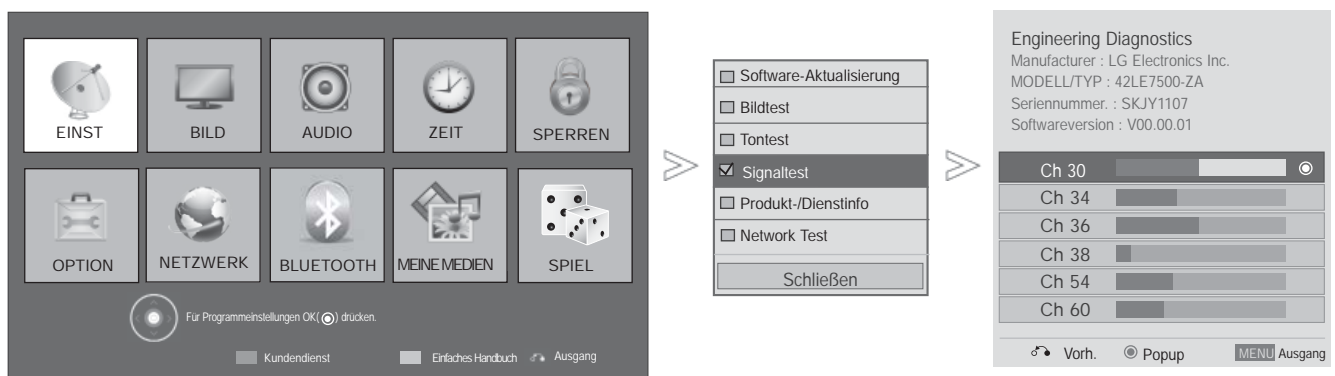 EINST BILD AUDIO ZEIT SPERREN
OPTION NETZWERK BLUETOOTH MEINE MEDIEN SPIEL
Für Programmeinstellungen OK( ) drücken.
Kundendienst Einfaches Handbuch Ausgang
Software-Aktualisierung
Bildtest
Tontest
Signaltest
Produkt-/Dienstinfo
Network Test
Schließen
Engineering Diagnostics
Manufacturer : LG Electronics Inc.
MODELL/TYP : 42LE7500-ZA
Seriennummer. : SKJY1107
Softwareversion : V00.00.01
Ch 30
Ch 34
Ch 36
Ch 38
Ch 54
Ch 60
Vorh. Popup MENU Ausgang